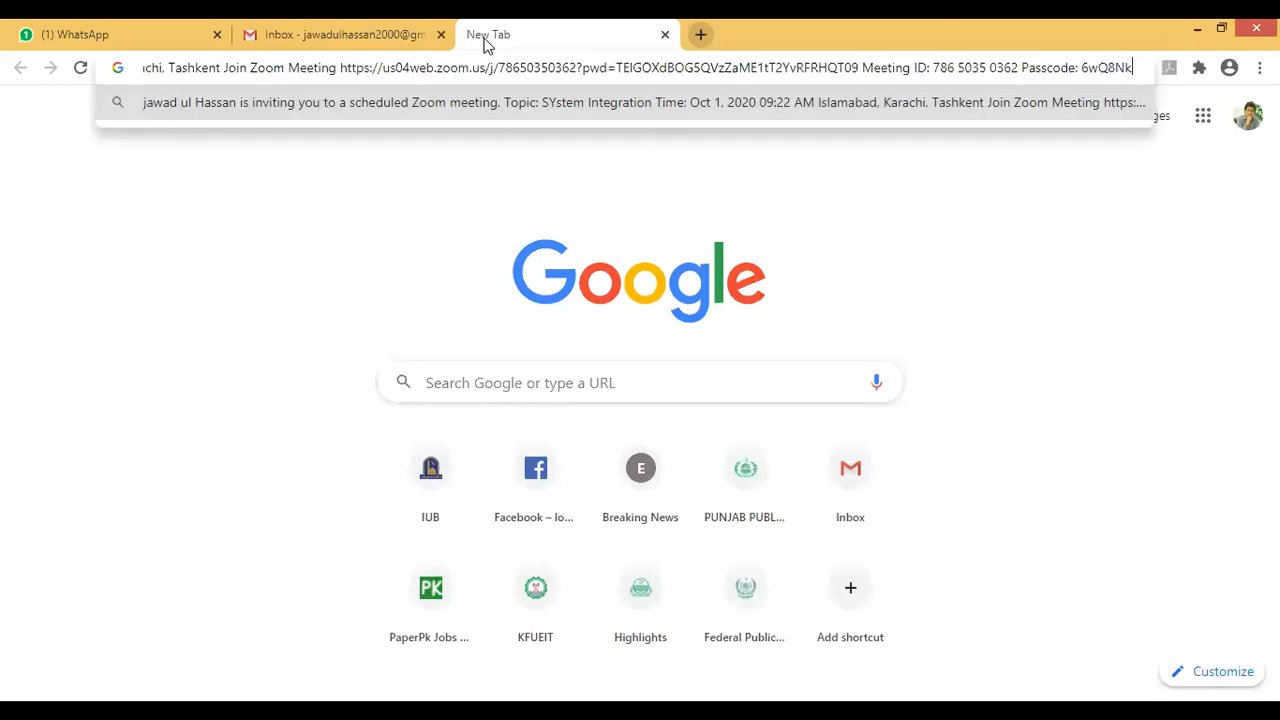 1
(1) WhatsApp
Inbox - jawadulhassan2000@gm
New Tab
achi, Tashkent Join Zoom Meeting https://us04web.zoom.us/j/78650350362?pwd=TElGOXdBOG5QVzZaME1tT2YvRFRHQT09 Meeting ID: 786 5035 0362 Passcode: 6wQ8Nk
jawad ul Hassan is inviting you to a scheduled Zoom meeting. Topic: SYstem Integration Time: Oct 1, 2020 09:22 AM Islamabad, Karachi, Tashkent Join Zoom Meeting https:...
ges
Google
Search Google or type a URL
E
IUB
Facebook – lo...
Breaking News
PUNJAB PUBL...
Inbox
PK
PaperPk Jobs ...
KFUEIT
Highlights
Federal Public...
Add shortcut
Customize